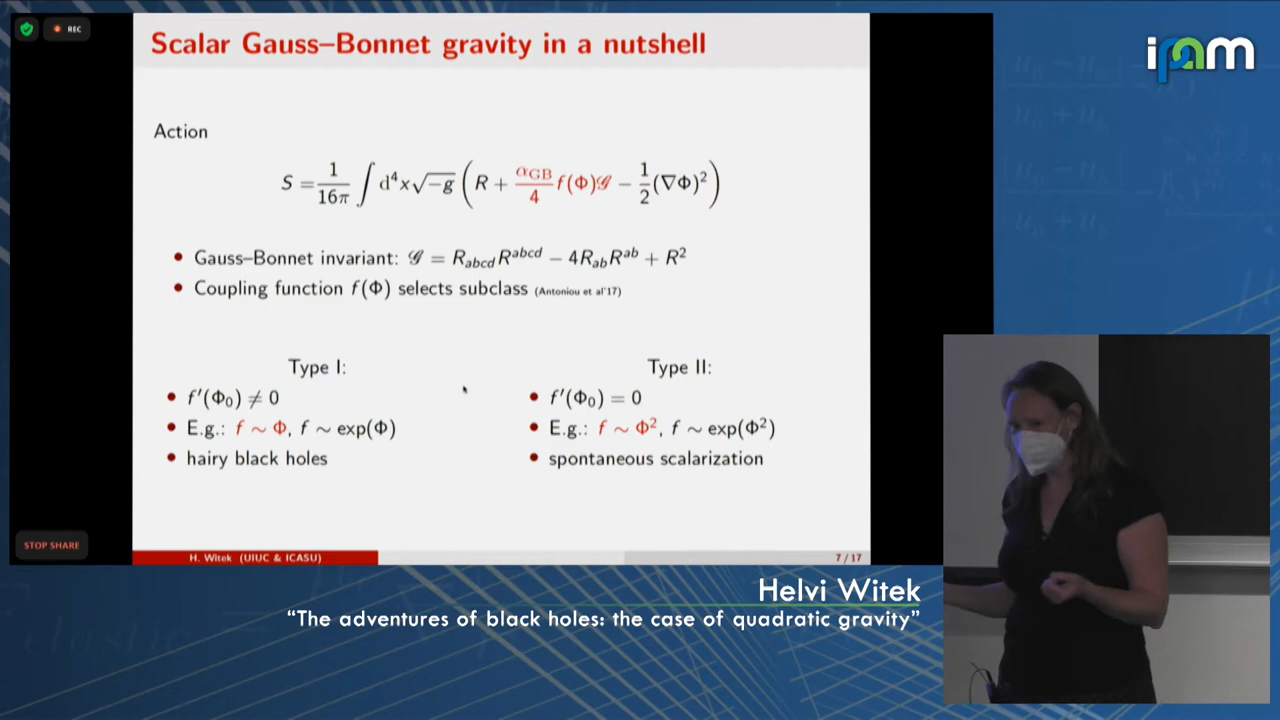 REC
Scalar Gauss–Bonnet gravity in a nutshell
ipam
Action
S = 1/16π ∫ d⁴x√−g ( R + α_GB/4 f(Φ)𝒢 − 1/2 (∇Φ)² )
• Gauss–Bonnet invariant: 𝒢 = R_abcd R^abcd − 4R_ab R^ab + R²
• Coupling function f(Φ) selects subclass (Antoniou et al'17)
Type I:
• f′(Φ₀) ≠ 0
• E.g.: f ∼ Φ, f ∼ exp(Φ)
• hairy black holes
Type II:
• f′(Φ₀) = 0
• E.g.: f ∼ Φ², f ∼ exp(Φ²)
• spontaneous scalarization
STOP SHARE
H. Witek (UIUC & ICASU)
7 / 17
Helvi Witek
“The adventures of black holes: the case of quadratic gravity”